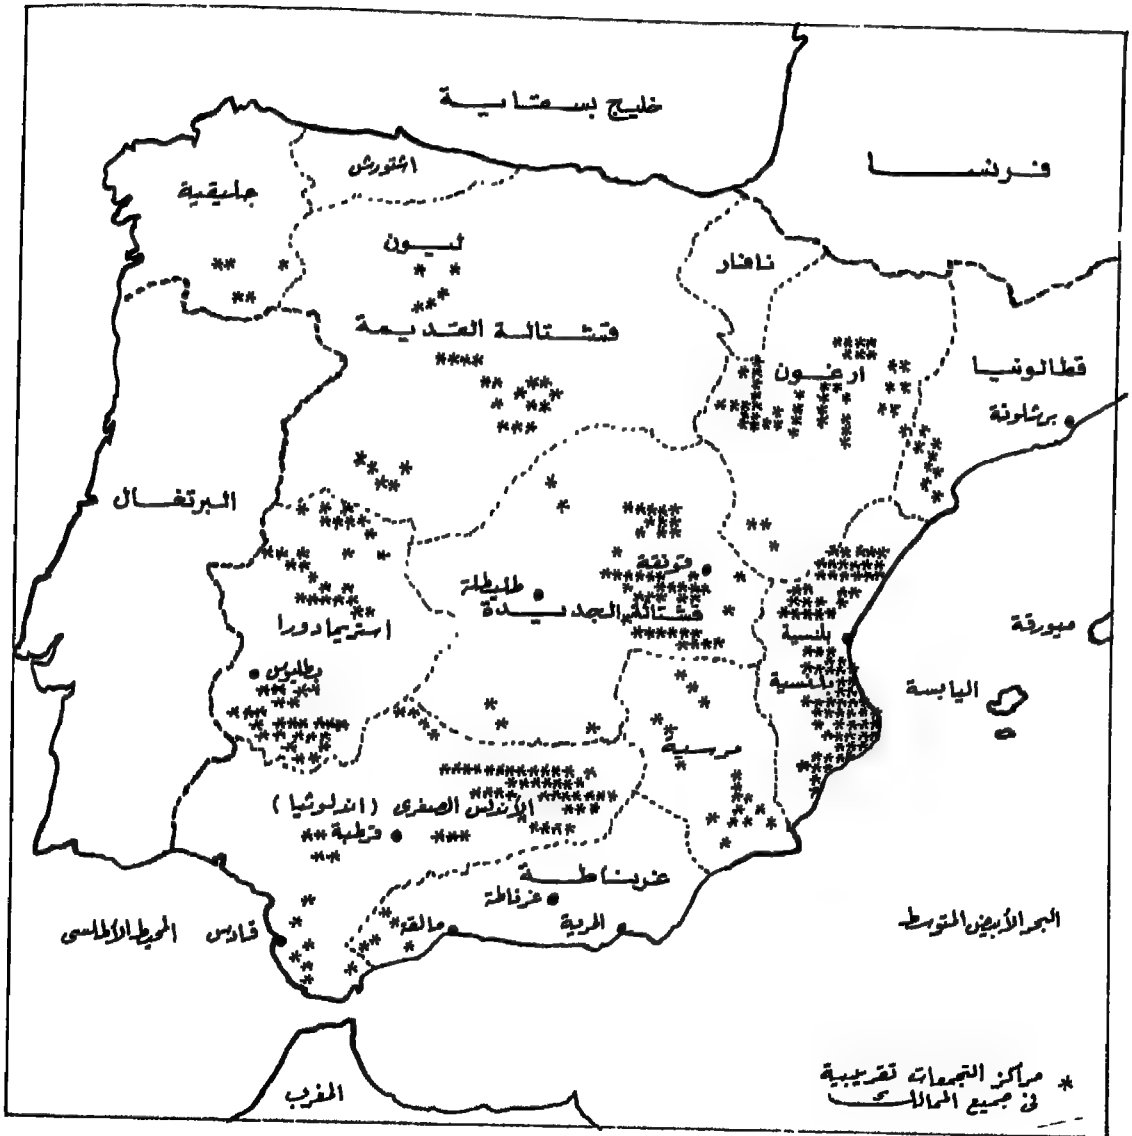 خليج بسكاية
فرنسا
اشتورش
جليقية
ليون
نافار
قشتالة القديمة
ارغون
قطالونيا
برشلونة
البرتغال
قونقة
طليطلة
قشتالة الجديدة
بلنسية
ميورقة
استريمادورا
بطليوس
بلنسية
اليابسة
مرسية
الأندلس الصغرى (اندلوثيا)
قرطبة
غرناطة
غرناطة
مالقة
المرية
قادس
المحيط الأطلسي
البحر الأبيض المتوسط
المغرب
* مراكز التجمعات تقريبية
في جميع الممالك